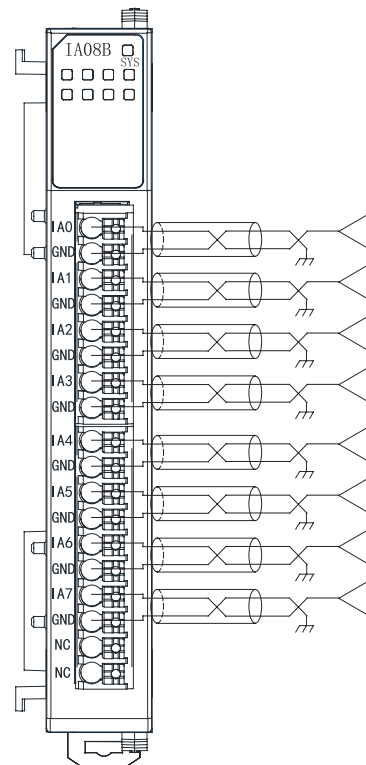 IA08B
SYS
IA0
GND
IA1
GND
IA2
GND
IA3
GND
IA4
GND
IA5
GND
IA6
GND
IA7
GND
NC
NC